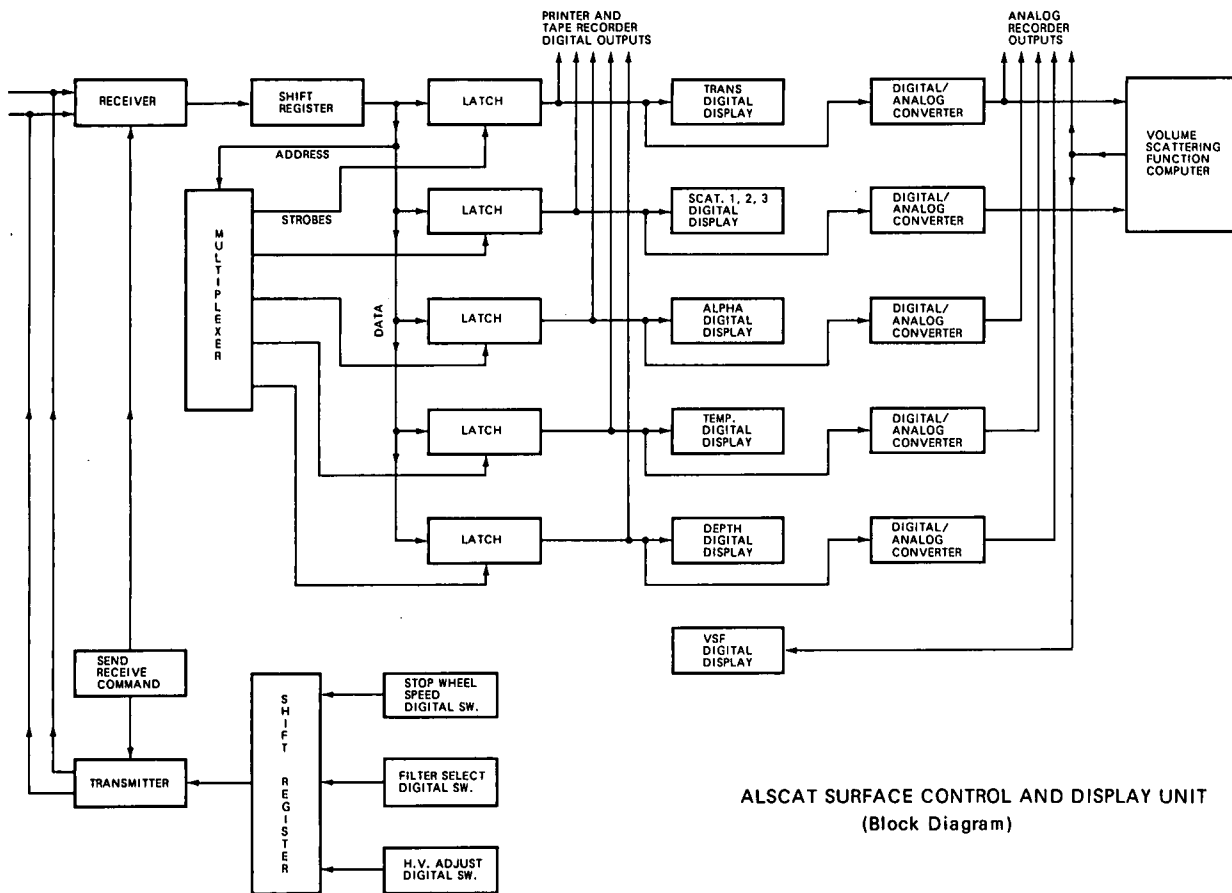 PRINTER AND
TAPE RECORDER
DIGITAL OUTPUTS
ANALOG
RECORDER
OUTPUTS
RECEIVER
SHIFT
REGISTER
LATCH
TRANS
DIGITAL
DISPLAY
DIGITAL/
ANALOG
CONVERTER
VOLUME
SCATTERING
FUNCTION
COMPUTER
ADDRESS
STROBES
MULTIPLEXER
DATA
LATCH
SCAT. 1, 2, 3
DIGITAL
DISPLAY
DIGITAL/
ANALOG
CONVERTER
LATCH
ALPHA
DIGITAL
DISPLAY
DIGITAL/
ANALOG
CONVERTER
LATCH
TEMP.
DIGITAL
DISPLAY
DIGITAL/
ANALOG
CONVERTER
LATCH
DEPTH
DIGITAL
DISPLAY
DIGITAL/
ANALOG
CONVERTER
VSF
DIGITAL
DISPLAY
SEND
RECEIVE
COMMAND
TRANSMITTER
SHIFT REGISTER
STOP WHEEL
SPEED
DIGITAL SW.
FILTER SELECT
DIGITAL SW.
H.V. ADJUST
DIGITAL SW.
ALSCAT SURFACE CONTROL AND DISPLAY UNIT
(Block Diagram)